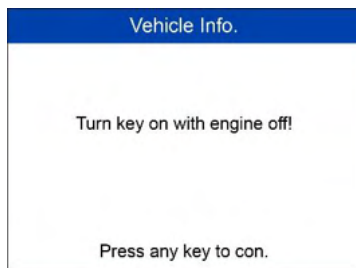 Vehicle Info.
Turn key on with engine off!
Press any key to con.